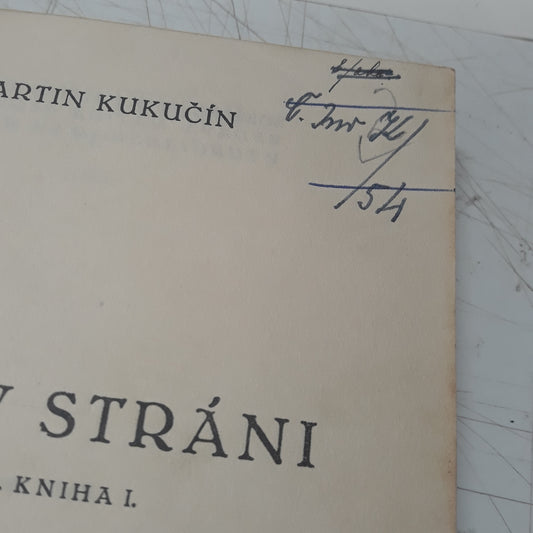 ARTIN KUKUČÍN
Č. Inv K/
/54
V STRÁNI
. KNIHA I.